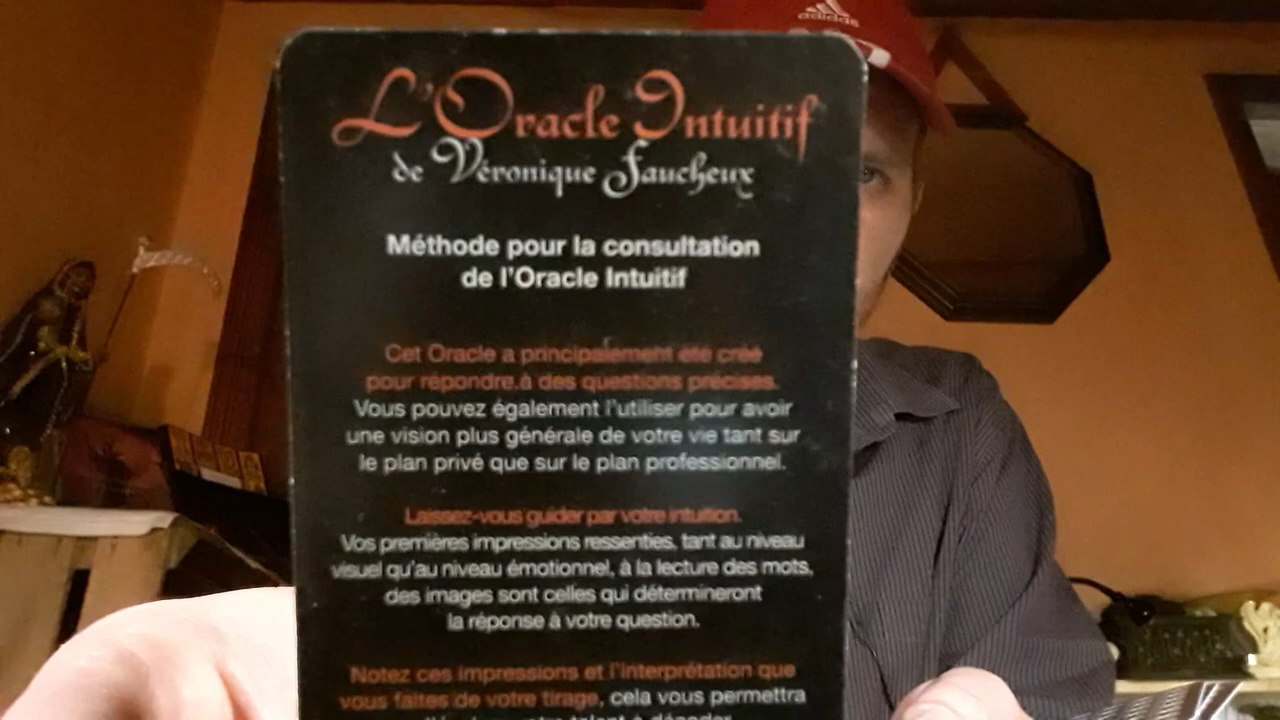 adidas
L'Oracle Intuitif
de Véronique Faucheux
Méthode pour la consultation
de l'Oracle Intuitif
Cet Oracle a principalement été créé
pour répondre à des questions précises.
Vous pouvez également l'utiliser pour avoir
une vision plus générale de votre vie tant sur
le plan privé que sur le plan professionnel.
Laissez-vous guider par votre intuition.
Vos premières impressions ressenties, tant au niveau
visuel qu'au niveau émotionnel, à la lecture des mots,
des images sont celles qui détermineront
la réponse à votre question.
Notez ces impressions et l'interprétation que
vous faites de votre tirage, cela vous permettra